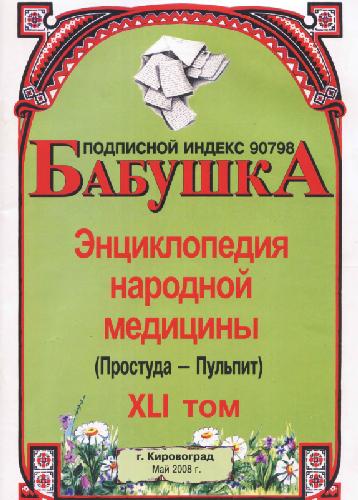 ПОДПИСНОЙ ИНДЕКС 90798
БАБУШКА
Энциклопедия
народной
медицины
(Простуда – Пульпит)
XLI том
г. Кировоград
Май 2008 г.